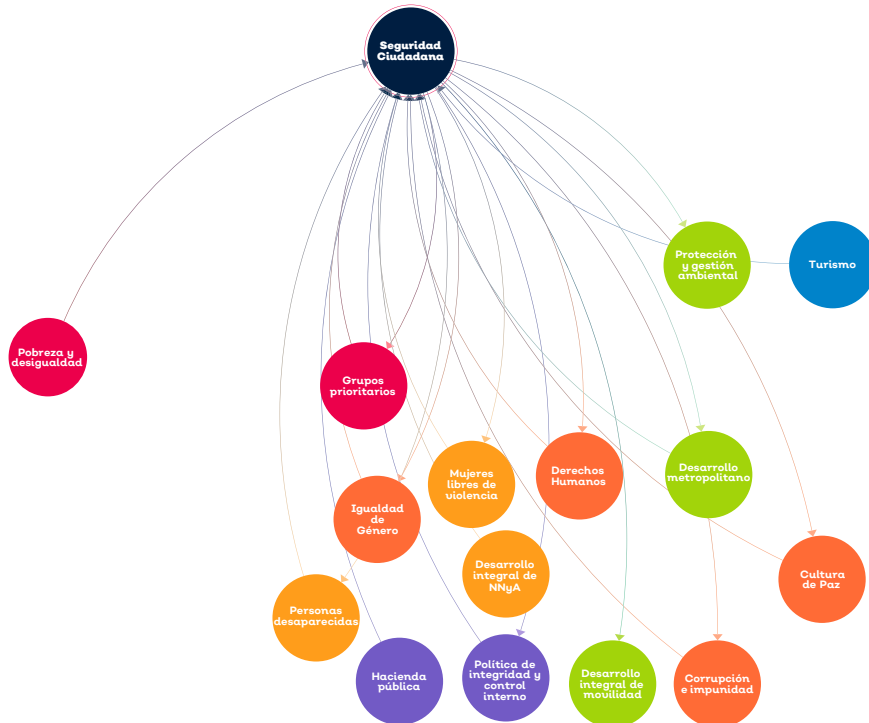 Seguridad
Ciudadana
Protección
y gestión
ambiental
Turismo
Pobreza y
desigualdad
Grupos
prioritarios
Mujeres
libres de
violencia
Derechos
Humanos
Desarrollo
metropolitano
Igualdad
de
Género
Desarrollo
integral de
NNyA
Cultura
de Paz
Personas
desaparecidas
Hacienda
pública
Política de
integridad y
control
interno
Desarrollo
integral de
movilidad
Corrupción
e impunidad